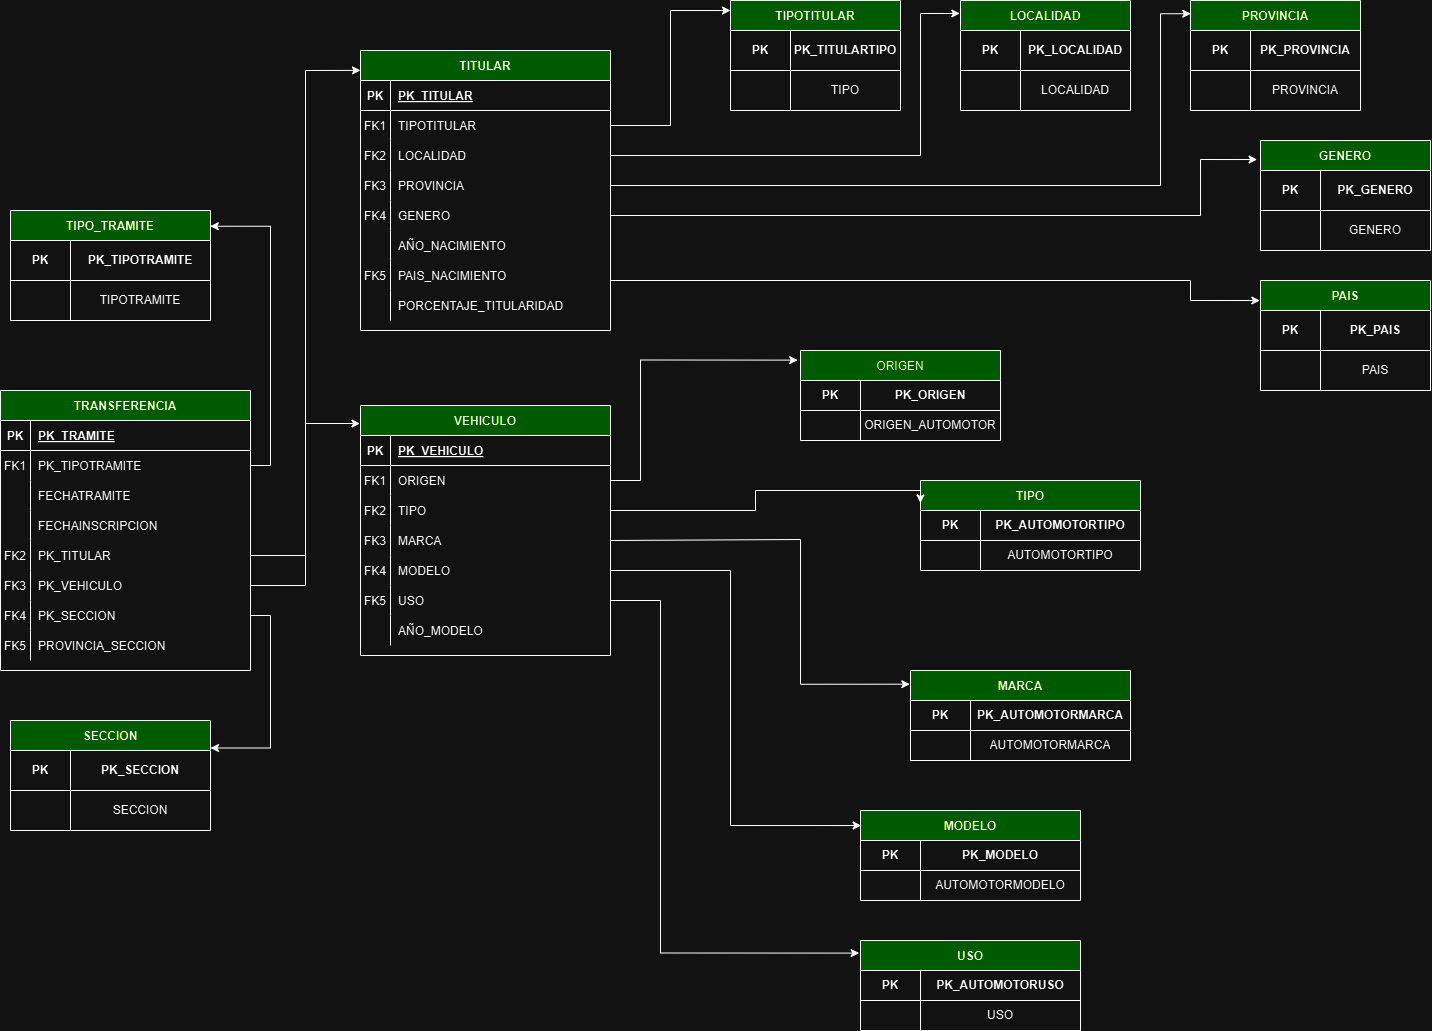 TIPOTITULAR
PK PK_TITULARTIPO
TIPO
LOCALIDAD
PK PK_LOCALIDAD
LOCALIDAD
PROVINCIA
PK PK_PROVINCIA
PROVINCIA
TITULAR
PK PK_TITULAR
FK1 TIPOTITULAR
FK2 LOCALIDAD
FK3 PROVINCIA
FK4 GENERO
AÑO_NACIMIENTO
FK5 PAIS_NACIMIENTO
PORCENTAJE_TITULARIDAD
GENERO
PK PK_GENERO
GENERO
TIPO_TRAMITE
PK PK_TIPOTRAMITE
TIPOTRAMITE
PAIS
PK PK_PAIS
PAIS
TRANSFERENCIA
PK PK_TRAMITE
FK1 PK_TIPOTRAMITE
FECHATRAMITE
FECHAINSCRIPCION
FK2 PK_TITULAR
FK3 PK_VEHICULO
FK4 PK_SECCION
FK5 PROVINCIA_SECCION
VEHICULO
PK PK_VEHICULO
FK1 ORIGEN
FK2 TIPO
FK3 MARCA
FK4 MODELO
FK5 USO
AÑO_MODELO
ORIGEN
PK PK_ORIGEN
ORIGEN_AUTOMOTOR
TIPO
PK PK_AUTOMOTORTIPO
AUTOMOTORTIPO
MARCA
PK PK_AUTOMOTORMARCA
AUTOMOTORMARCA
SECCION
PK PK_SECCION
SECCION
MODELO
PK PK_MODELO
AUTOMOTORMODELO
USO
PK PK_AUTOMOTORUSO
USO